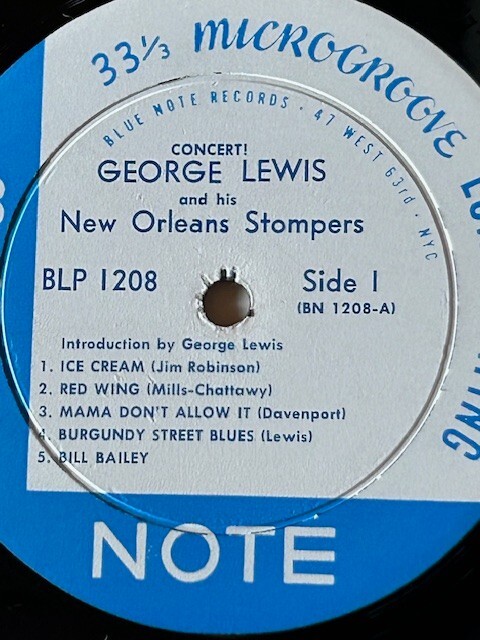 33⅓ MICROGROOVE
BLUE NOTE RECORDS · 47 WEST 63rd · NYC
CONCERT!
GEORGE LEWIS
and his
New Orleans Stompers
BLP 1208
Side 1
(BN 1208-A)
Introduction by George Lewis
1. ICE CREAM (Jim Robinson)
2. RED WING (Mills-Chattawy)
3. MAMA DON'T ALLOW IT (Davenport)
4. BURGUNDY STREET BLUES (Lewis)
5. BILL BAILEY
NOTE